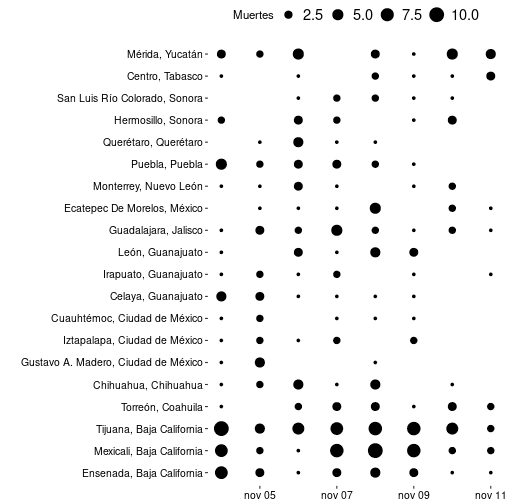 Muertes 2.5 5.0 7.5 10.0
Mérida, Yucatán
Centro, Tabasco
San Luis Río Colorado, Sonora
Hermosillo, Sonora
Querétaro, Querétaro
Puebla, Puebla
Monterrey, Nuevo León
Ecatepec De Morelos, México
Guadalajara, Jalisco
León, Guanajuato
Irapuato, Guanajuato
Celaya, Guanajuato
Cuauhtémoc, Ciudad de México
Iztapalapa, Ciudad de México
Gustavo A. Madero, Ciudad de México
Chihuahua, Chihuahua
Torreón, Coahuila
Tijuana, Baja California
Mexicali, Baja California
Ensenada, Baja California
nov 05 nov 07 nov 09 nov 11